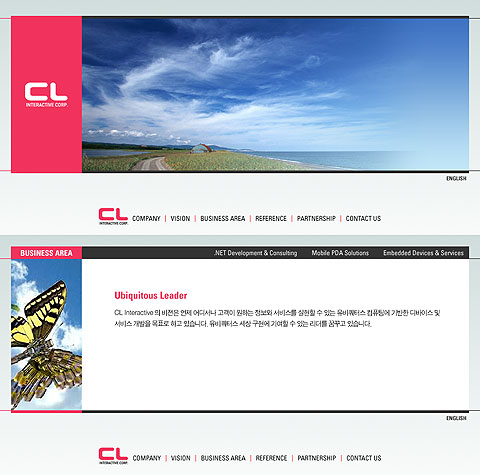 CL
INTERACTIVE CORP.
ENGLISH
CL
INTERACTIVE CORP.
COMPANY | VISION | BUSINESS AREA | REFERENCE | PARTNERSHIP | CONTACT US
BUSINESS AREA
.NET Development & Consulting Mobile PDA Solutions Embedded Devices & Services
Ubiquitous Leader
CL Interactive 의 비젼은 언제 어디서나 고객이 원하는 정보와 서비스를 실현할 수 있는 유비쿼터스 컴퓨팅에 기반한 디바이스 및
서비스 개발을 목표로 하고 있습니다. 유비쿼터스 세상 구현에 기여할 수 있는 리더를 꿈꾸고 있습니다.
ENGLISH
CL
INTERACTIVE CORP.
COMPANY | VISION | BUSINESS AREA | REFERENCE | PARTNERSHIP | CONTACT US